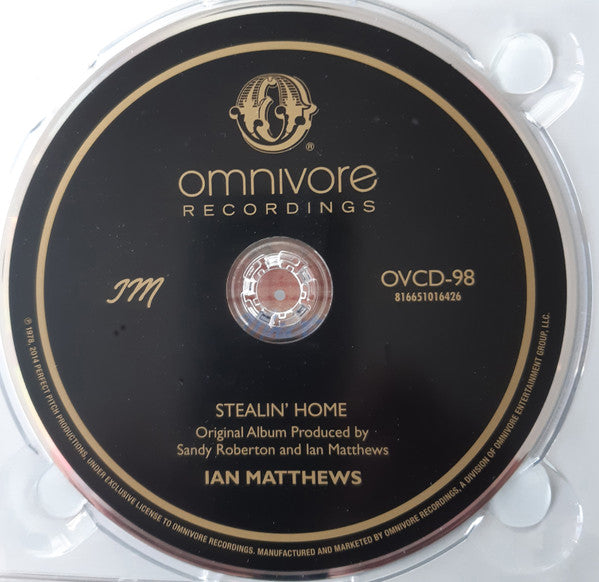 O
®
omnivore
RECORDINGS
IM
OVCD-98
816651016426
STEALIN' HOME
Original Album Produced by
Sandy Roberton and Ian Matthews
IAN MATTHEWS
℗ 1978, 2014 PERFECT PITCH PRODUCTIONS, UNDER EXCLUSIVE LICENSE TO OMNIVORE RECORDINGS. MANUFACTURED AND MARKETED BY OMNIVORE RECORDINGS, A DIVISION OF OMNIVORE ENTERTAINMENT GROUP, LLC.